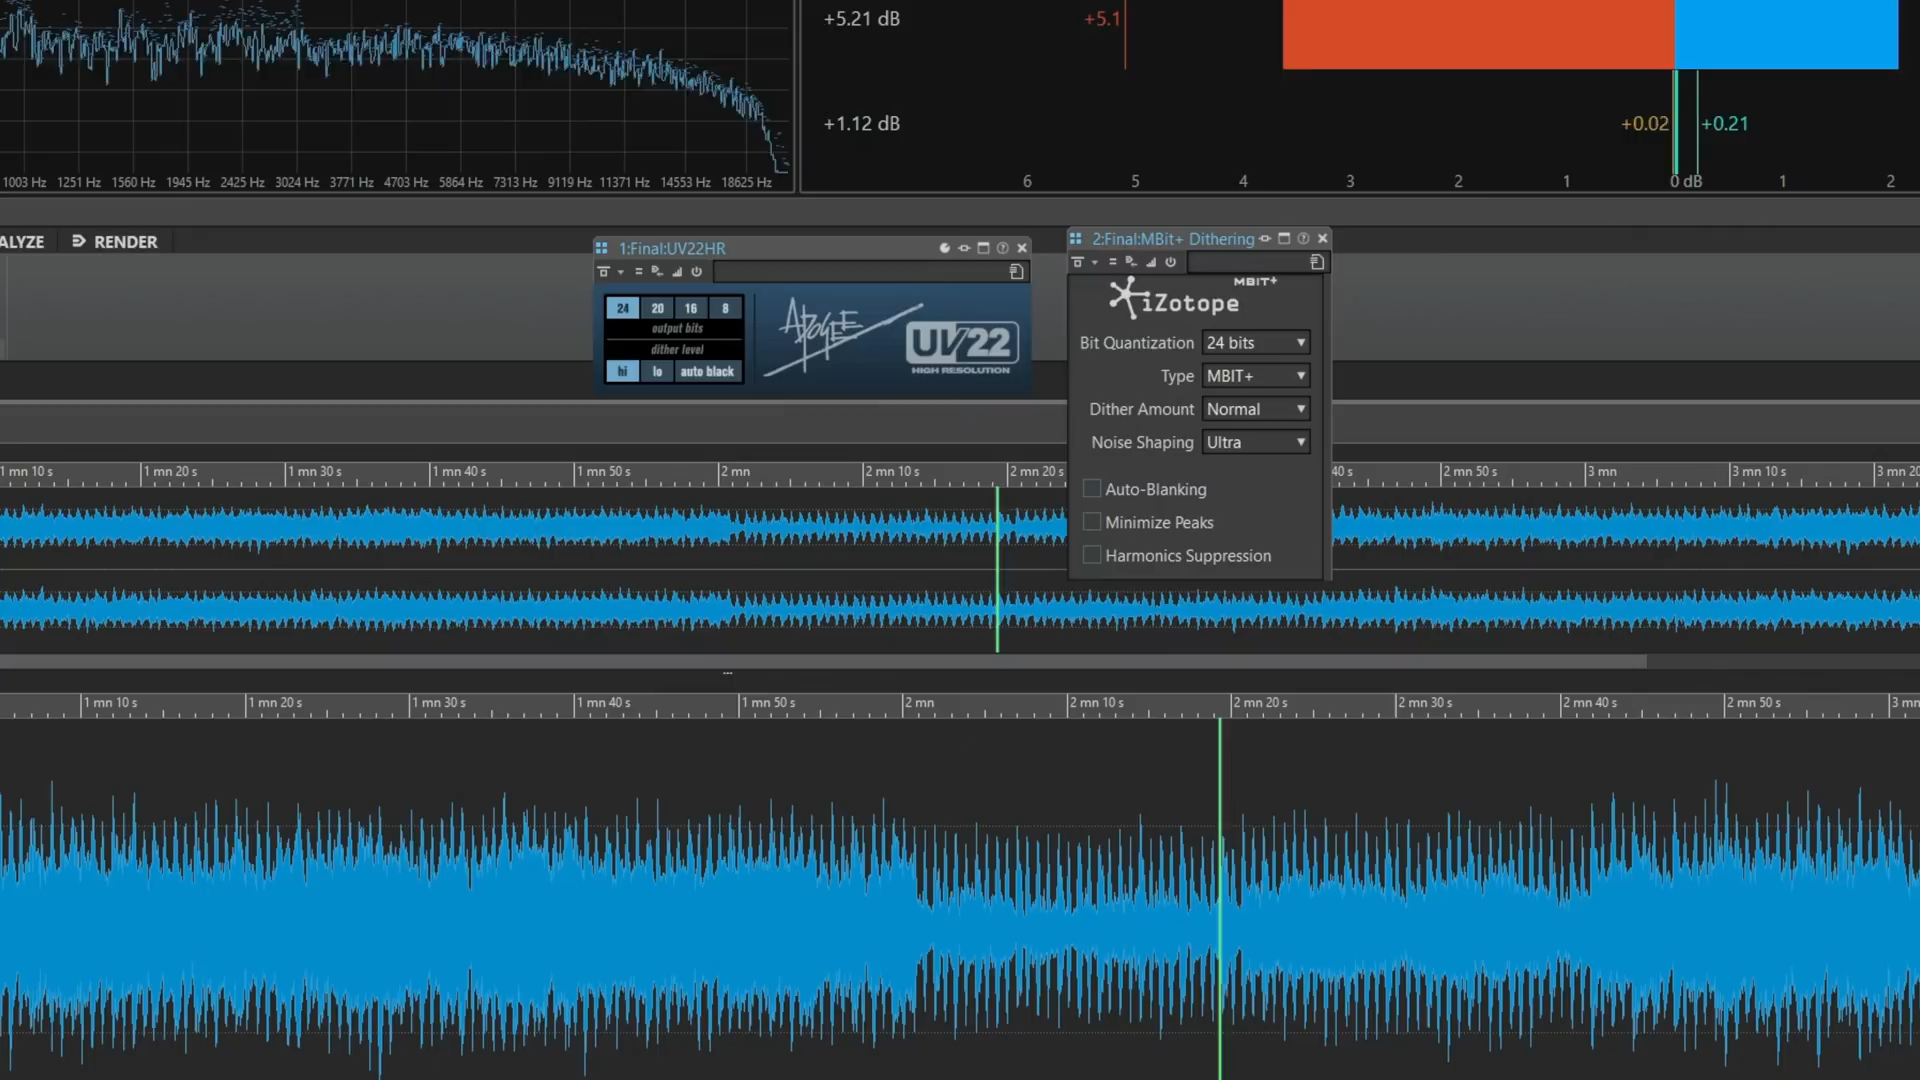 +5.21 dB
+5.1
+1.12 dB
+0.02
+0.21
1003 Hz 1251 Hz 1560 Hz 1945 Hz 2425 Hz 3024 Hz 3771 Hz 4703 Hz 5864 Hz 7313 Hz 9119 Hz 11371 Hz 14553 Hz 18625 Hz
6 5 4 3 2 1 0 dB 1 2
ALYZE
RENDER
1:Final:UV22HR
24 20 16 8
output bits
dither level
hi lo auto black
APOGEE
UV22
HIGH RESOLUTION
2:Final:MBit+ Dithering
MBIT+
iZotope
Bit Quantization 24 bits
Type MBIT+
Dither Amount Normal
Noise Shaping Ultra
Auto-Blanking
Minimize Peaks
Harmonics Suppression
1 mn 10 s 1 mn 20 s 1 mn 30 s 1 mn 40 s 1 mn 50 s 2 mn 2 mn 10 s 2 mn 20 s 40 s 2 mn 50 s 3 mn 3 mn 10 s 3 mn 20
1 mn 10 s 1 mn 20 s 1 mn 30 s 1 mn 40 s 1 mn 50 s 2 mn 2 mn 10 s 2 mn 20 s 2 mn 30 s 2 mn 40 s 2 mn 50 s 3 mn